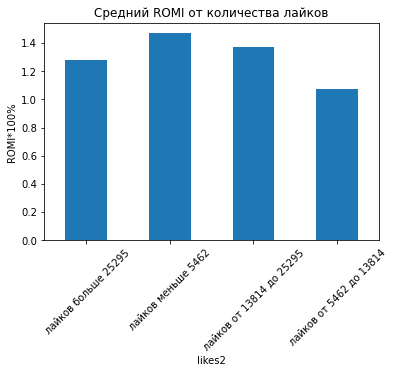 Средний ROMI от количества лайков
ROMI*100%
1.4
1.2
1.0
0.8
0.6
0.4
0.2
0.0
лайков больше 25295
лайков меньше 5462
лайков от 13814 до 25295
лайков от 5462 до 13814
likes2